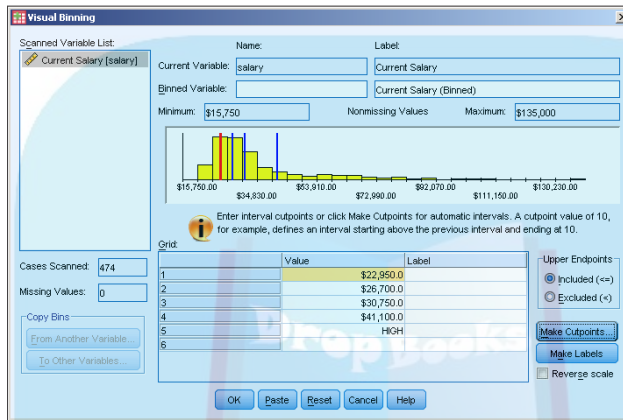 Visual Binning
Scanned Variable List:
Current Salary [salary]
Name:
Label:
Current Variable:
salary
Current Salary
Binned Variable:
Current Salary (Binned)
Minimum:
$15,750
Nonmissing Values
Maximum:
$135,000
$15,750.00
$34,830.00
$53,910.00
$72,990.00
$92,070.00
$111,150.00
$130,230.00
Enter interval cutpoints or click Make Cutpoints for automatic intervals. A cutpoint value of 10,
for example, defines an interval starting above the previous interval and ending at 10.
Grid:
Value
Label
1 $22,950.0
2 $26,700.0
3 $30,750.0
4 $41,100.0
5 HIGH
6
Cases Scanned:
474
Missing Values:
0
Copy Bins
From Another Variable...
To Other Variables...
Upper Endpoints
Included (<=)
Excluded (<)
Make Cutpoints...
Make Labels
Reverse scale
OK
Paste
Reset
Cancel
Help
DropBooks